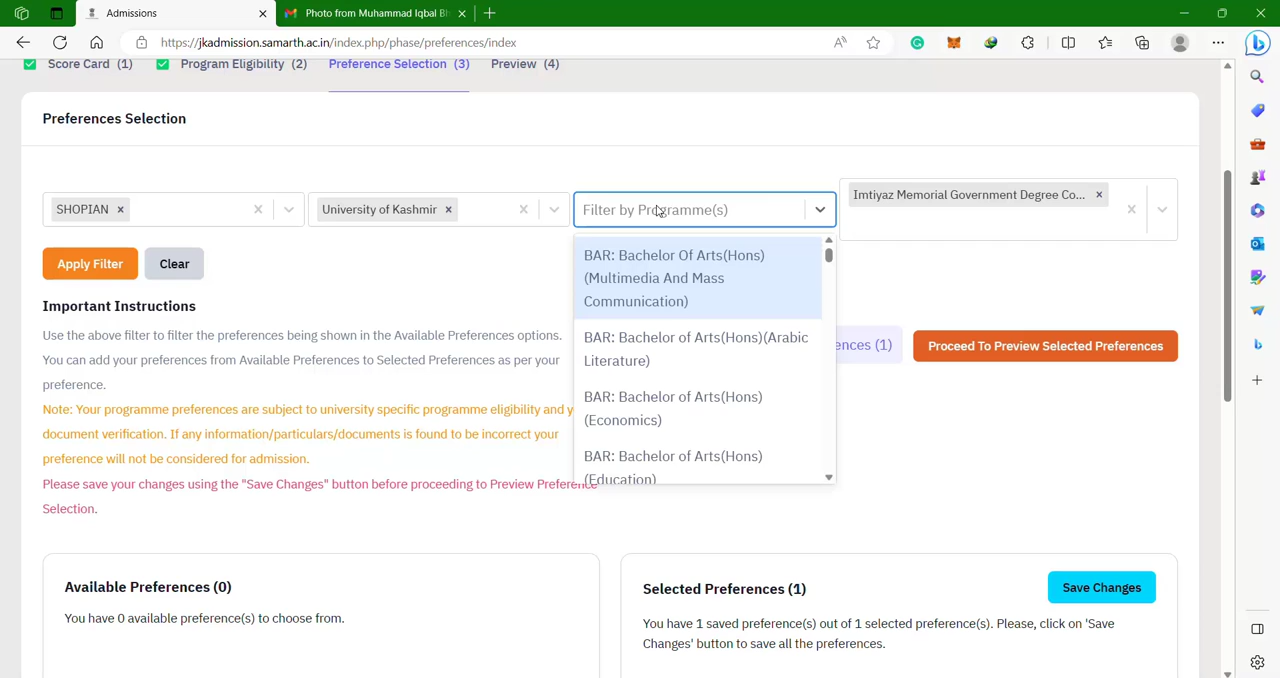 Admissions
Photo from Muhammad Iqbal Bh
https://jkadmission.samarth.ac.in/index.php/phase/preferences/index
Score Card (1)
Program Eligibility (2)
Preference Selection (3)
Preview (4)
Preferences Selection
SHOPIAN
University of Kashmir
Filter by Programme(s)
Imtiyaz Memorial Government Degree Co...
Apply Filter
Clear
BAR: Bachelor Of Arts(Hons)
(Multimedia And Mass
Communication)
BAR: Bachelor of Arts(Hons)(Arabic
Literature)
BAR: Bachelor of Arts(Hons)
(Economics)
BAR: Bachelor of Arts(Hons)
(Education)
Important Instructions
Use the above filter to filter the preferences being shown in the Available Preferences options.
You can add your preferences from Available Preferences to Selected Preferences as per your
preference.
Note: Your programme preferences are subject to university specific programme eligibility and y
document verification. If any information/particulars/documents is found to be incorrect your
preference will not be considered for admission.
Please save your changes using the "Save Changes" button before proceeding to Preview Preference
Selection.
ences (1)
Proceed To Preview Selected Preferences
Available Preferences (0)
You have 0 available preference(s) to choose from.
Selected Preferences (1)
Save Changes
You have 1 saved preference(s) out of 1 selected preference(s). Please, click on 'Save
Changes' button to save all the preferences.